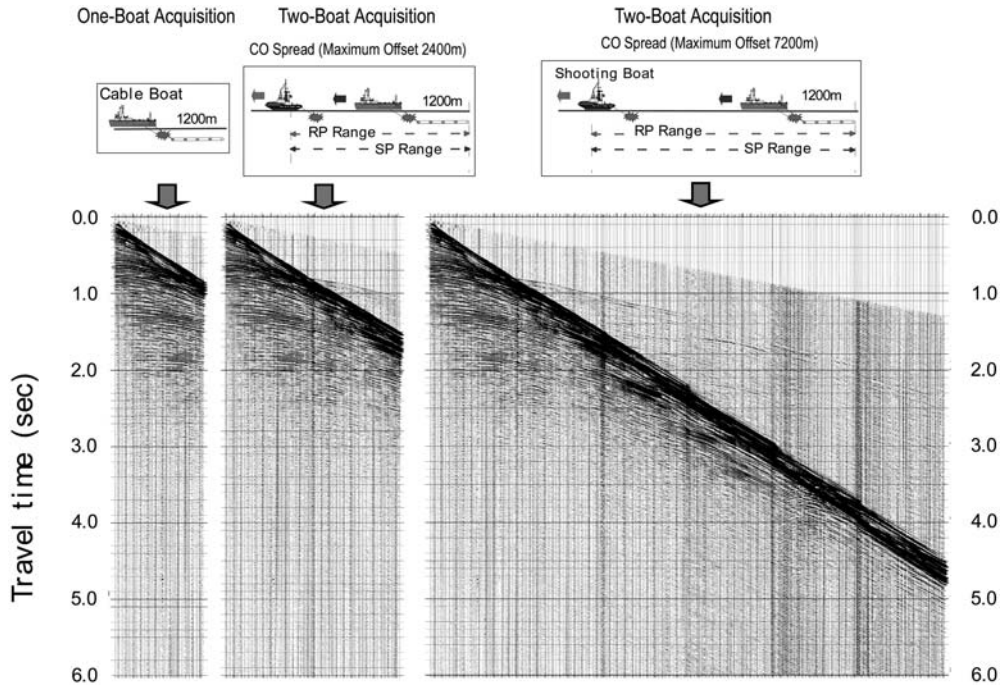 One-Boat Acquisition
Two-Boat Acquisition
Two-Boat Acquisition
CO Spread (Maximum Offset 2400m)
CO Spread (Maximum Offset 7200m)
Cable Boat
1200m
1200m
RP Range
SP Range
Shooting Boat
1200m
RP Range
SP Range
Travel time (sec)
0.0
1.0
2.0
3.0
4.0
5.0
6.0
0.0
1.0
2.0
3.0
4.0
5.0
6.0